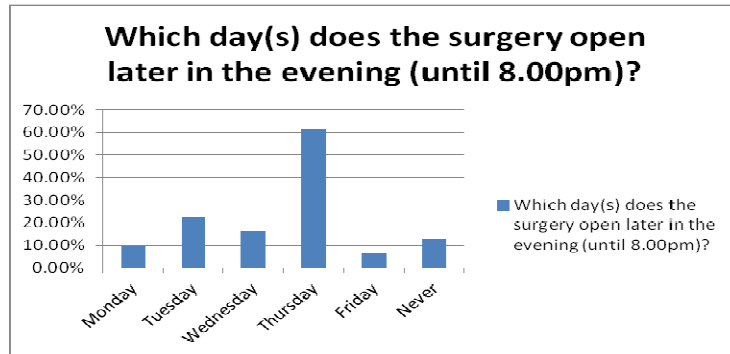 Which day(s) does the surgery open
later in the evening (until 8.00pm)?
70.00%
60.00%
50.00%
40.00%
30.00%
20.00%
10.00%
0.00%
Monday
Tuesday
Wednesday
Thursday
Friday
Never
Which day(s) does the
surgery open later in the
evening (until 8.00pm)?